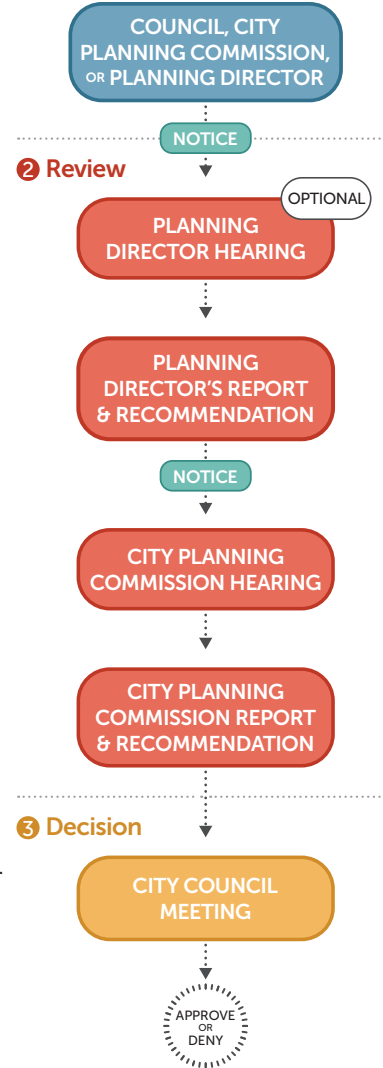 COUNCIL, CITY
PLANNING COMMISSION,
OR PLANNING DIRECTOR
NOTICE
2 Review
OPTIONAL
PLANNING
DIRECTOR HEARING
PLANNING
DIRECTOR'S REPORT
& RECOMMENDATION
NOTICE
CITY PLANNING
COMMISSION HEARING
CITY PLANNING
COMMISSION REPORT
& RECOMMENDATION
3 Decision
CITY COUNCIL
MEETING
APPROVE
OR
DENY